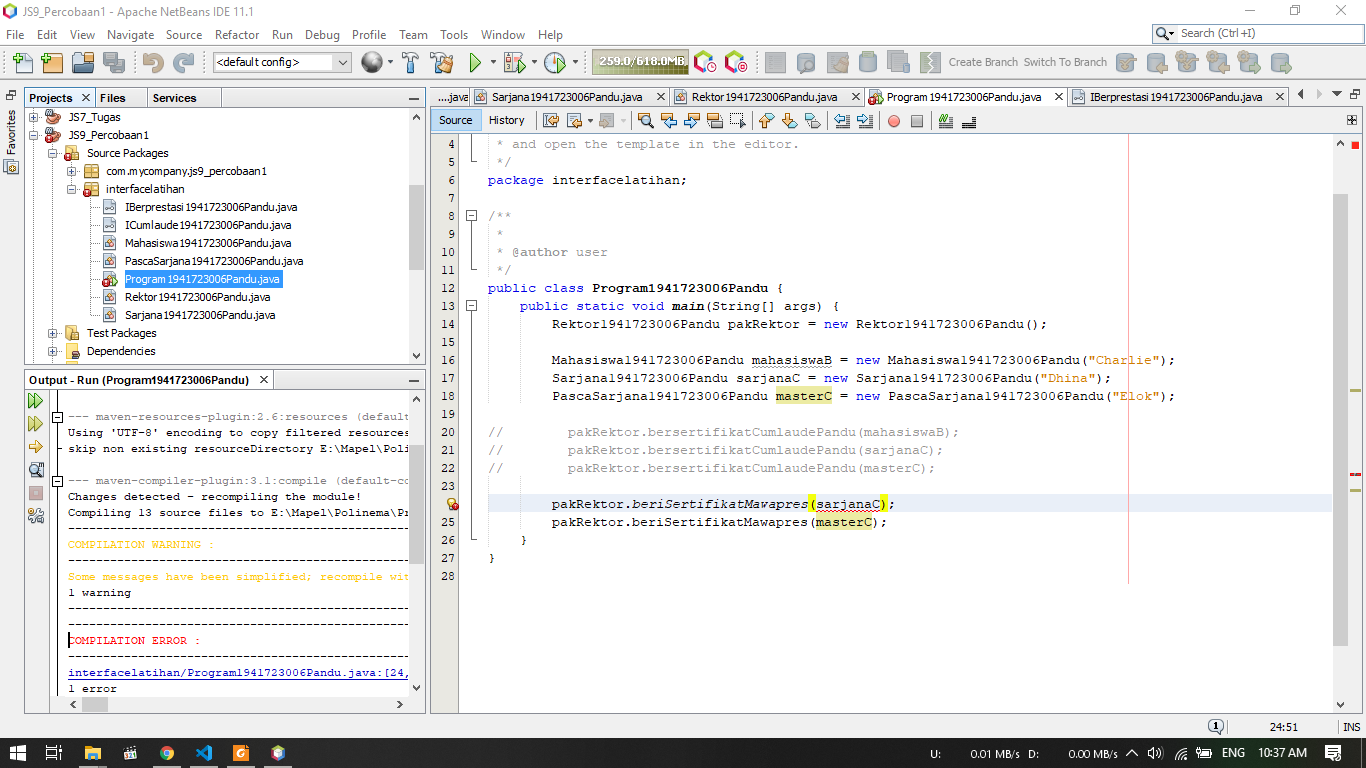 JS9_Percobaan1 - Apache NetBeans IDE 11.1
File Edit View Navigate Source Refactor Run Debug Profile Team Tools Window Help
Search (Ctrl +I)
<default config>
259.0/618.0MB
Create Branch Switch To Branch
Favorites
Projects
Files
Services
JS7_Tugas
JS9_Percobaan1
Source Packages
com.mycompany.js9_percobaan1
interfacelatihan
IBerprestasi1941723006Pandu.java
ICumlaude1941723006Pandu.java
Mahasiswa1941723006Pandu.java
PascaSarjana1941723006Pandu.java
Program1941723006Pandu.java
Rektor1941723006Pandu.java
Sarjana1941723006Pandu.java
Test Packages
Dependencies
Output - Run (Program1941723006Pandu)
--- maven-resources-plugin:2.6:resources (default
Using 'UTF-8' encoding to copy filtered resources
skip non existing resourceDirectory E:\Mapel\Poli
--- maven-compiler-plugin:3.1:compile (default-co
Changes detected - recompiling the module!
Compiling 13 source files to E:\Mapel\Polinema\Pr
COMPILATION WARNING :
Some messages have been simplified; recompile wit
1 warning
COMPILATION ERROR :
interfacelatihan/Program1941723006Pandu.java:[24,
1 error
....java
Sarjana1941723006Pandu.java
Rektor1941723006Pandu.java
Program1941723006Pandu.java
IBerprestasi1941723006Pandu.java
Source
History
4 * and open the template in the editor.
5 */
6 package interfacelatihan;
7
8 /**
9 *
10 * @author user
11 */
12 public class Program1941723006Pandu {
13 public static void main(String[] args) {
14 Rektor1941723006Pandu pakRektor = new Rektor1941723006Pandu();
15
16 Mahasiswa1941723006Pandu mahasiswaB = new Mahasiswa1941723006Pandu("Charlie");
17 Sarjana1941723006Pandu sarjanaC = new Sarjana1941723006Pandu("Dhina");
18 PascaSarjana1941723006Pandu masterC = new PascaSarjana1941723006Pandu("Elok");
19
20 // pakRektor.bersertifikatCumlaudePandu(mahasiswaB);
21 // pakRektor.bersertifikatCumlaudePandu(sarjanaC);
22 // pakRektor.bersertifikatCumlaudePandu(masterC);
23
pakRektor.beriSertifikatMawapres(sarjanaC);
25 pakRektor.beriSertifikatMawapres(masterC);
26 }
27 }
28
1
24:51
INS
U: 0.01 MB/s
D: 0.00 MB/s
ENG
10:37 AM